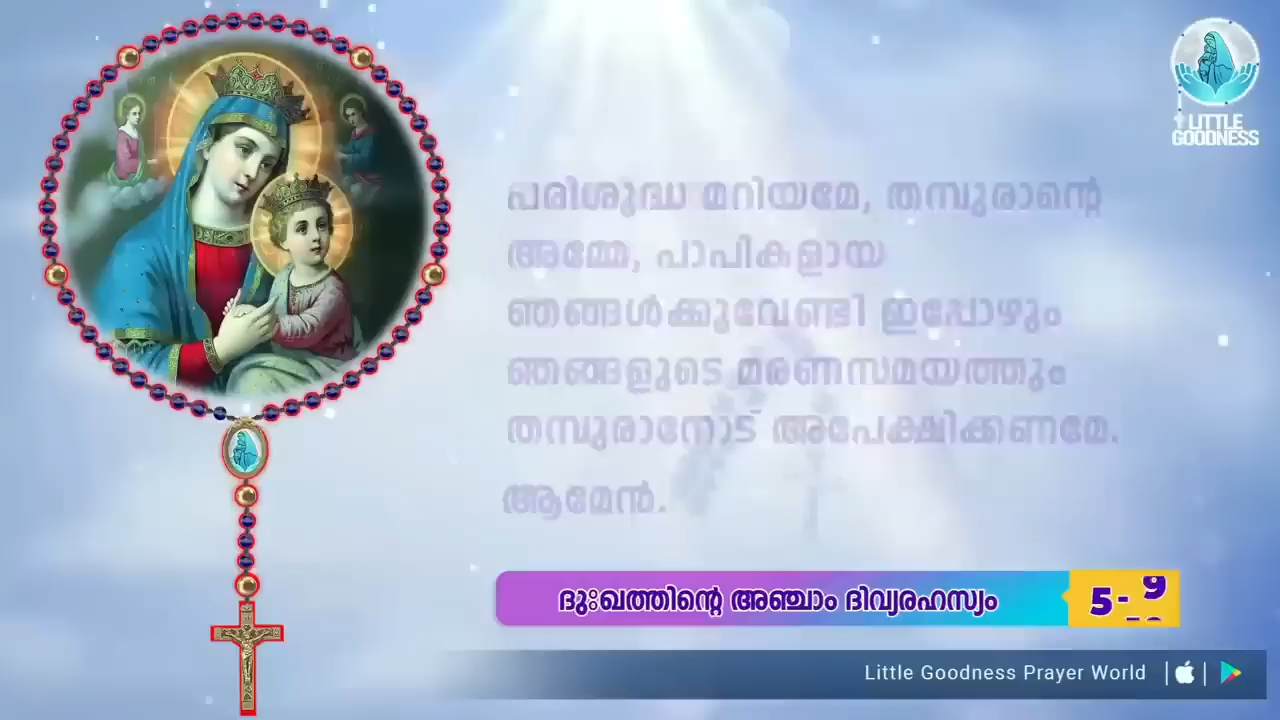 LITTLE
GOODNESS
പരിശുദ്ധ മറിയമേ, തമ്പുരാന്റെ
അമ്മേ, പാപികളായ
ഞങ്ങൾക്കുവേണ്ടി ഇപ്പോഴും
ഞങ്ങളുടെ മരണസമയത്തും
തമ്പുരാനോട് അപേക്ഷിക്കണമേ.
ആമേൻ.
ദുഃഖത്തിന്റെ അഞ്ചാം ദിവ്യരഹസ്യം 5- 9
Little Goodness Prayer World